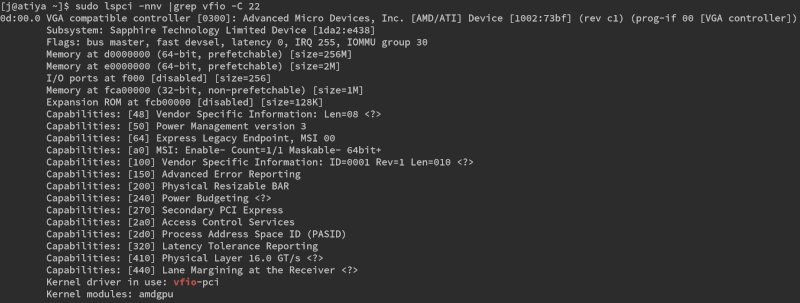 [j@atiya ~]$ sudo lspci -nnv |grep vfio -C 22
0d:00.0 VGA compatible controller [0300]: Advanced Micro Devices, Inc. [AMD/ATI] Device [1002:73bf] (rev c1) (prog-if 00 [VGA controller])
Subsystem: Sapphire Technology Limited Device [1da2:e438]
Flags: bus master, fast devsel, latency 0, IRQ 255, IOMMU group 30
Memory at d0000000 (64-bit, prefetchable) [size=256M]
Memory at e0000000 (64-bit, prefetchable) [size=2M]
I/O ports at f000 [disabled] [size=256]
Memory at fca00000 (32-bit, non-prefetchable) [size=1M]
Expansion ROM at fcb00000 [disabled] [size=128K]
Capabilities: [48] Vendor Specific Information: Len=08 <?>
Capabilities: [50] Power Management version 3
Capabilities: [64] Express Legacy Endpoint, MSI 00
Capabilities: [a0] MSI: Enable- Count=1/1 Maskable- 64bit+
Capabilities: [100] Vendor Specific Information: ID=0001 Rev=1 Len=010 <?>
Capabilities: [150] Advanced Error Reporting
Capabilities: [200] Physical Resizable BAR
Capabilities: [240] Power Budgeting <?>
Capabilities: [270] Secondary PCI Express
Capabilities: [2a0] Access Control Services
Capabilities: [2d0] Process Address Space ID (PASID)
Capabilities: [320] Latency Tolerance Reporting
Capabilities: [410] Physical Layer 16.0 GT/s <?>
Capabilities: [440] Lane Margining at the Receiver <?>
Kernel driver in use: vfio-pci
Kernel modules: amdgpu